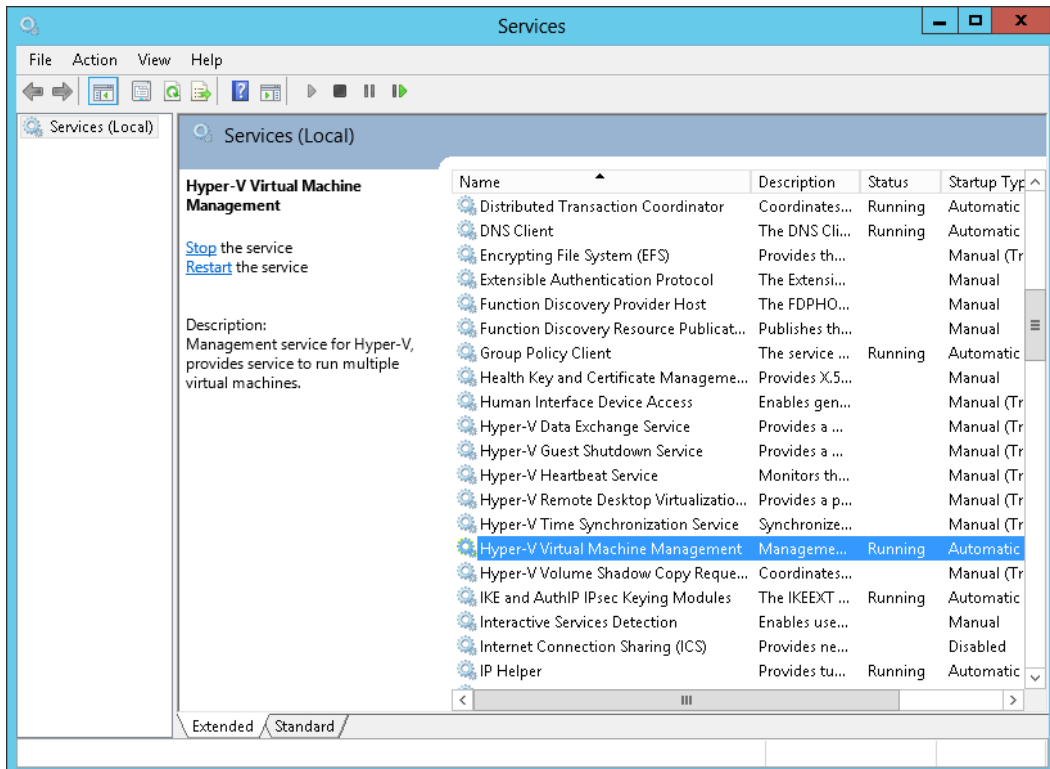 Services
File Action View Help
Services (Local)
Services (Local)
Hyper-V Virtual Machine
Management
Stop the service
Restart the service
Description:
Management service for Hyper-V,
provides service to run multiple
virtual machines.
Name Description Status Startup Typ
Distributed Transaction Coordinator Coordinates... Running Automatic
DNS Client The DNS Cli... Running Automatic
Encrypting File System (EFS) Provides th... Manual (Tr
Extensible Authentication Protocol The Extensi... Manual
Function Discovery Provider Host The FDPHO... Manual
Function Discovery Resource Publicat... Publishes th... Manual
Group Policy Client The service ... Running Automatic
Health Key and Certificate Manageme... Provides X.5... Manual
Human Interface Device Access Enables gen... Manual (Tr
Hyper-V Data Exchange Service Provides a ... Manual (Tr
Hyper-V Guest Shutdown Service Provides a ... Manual (Tr
Hyper-V Heartbeat Service Monitors th... Manual (Tr
Hyper-V Remote Desktop Virtualizatio... Provides a p... Manual (Tr
Hyper-V Time Synchronization Service Synchronize... Manual (Tr
Hyper-V Virtual Machine Management Manageme... Running Automatic
Hyper-V Volume Shadow Copy Reque... Coordinates... Manual (Tr
IKE and AuthIP IPsec Keying Modules The IKEEXT ... Running Automatic
Interactive Services Detection Enables use... Manual
Internet Connection Sharing (ICS) Provides ne... Disabled
IP Helper Provides tu... Running Automatic
Extended Standard